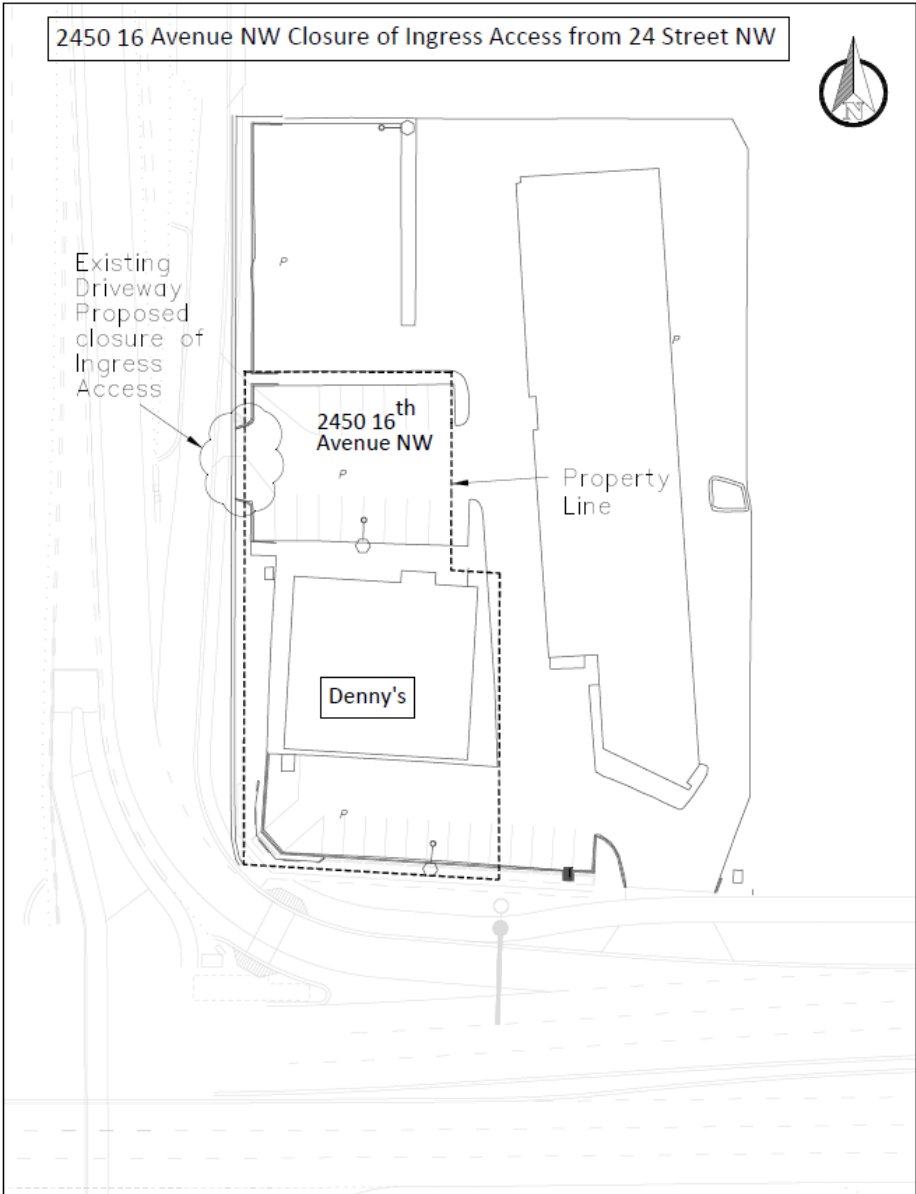 2450 16 Avenue NW Closure of Ingress Access from 24 Street NW
N
Existing
Driveway
Proposed
closure of
Ingress
Access
P
P
2450 16th
Avenue NW
P
Property
Line
Denny's
P